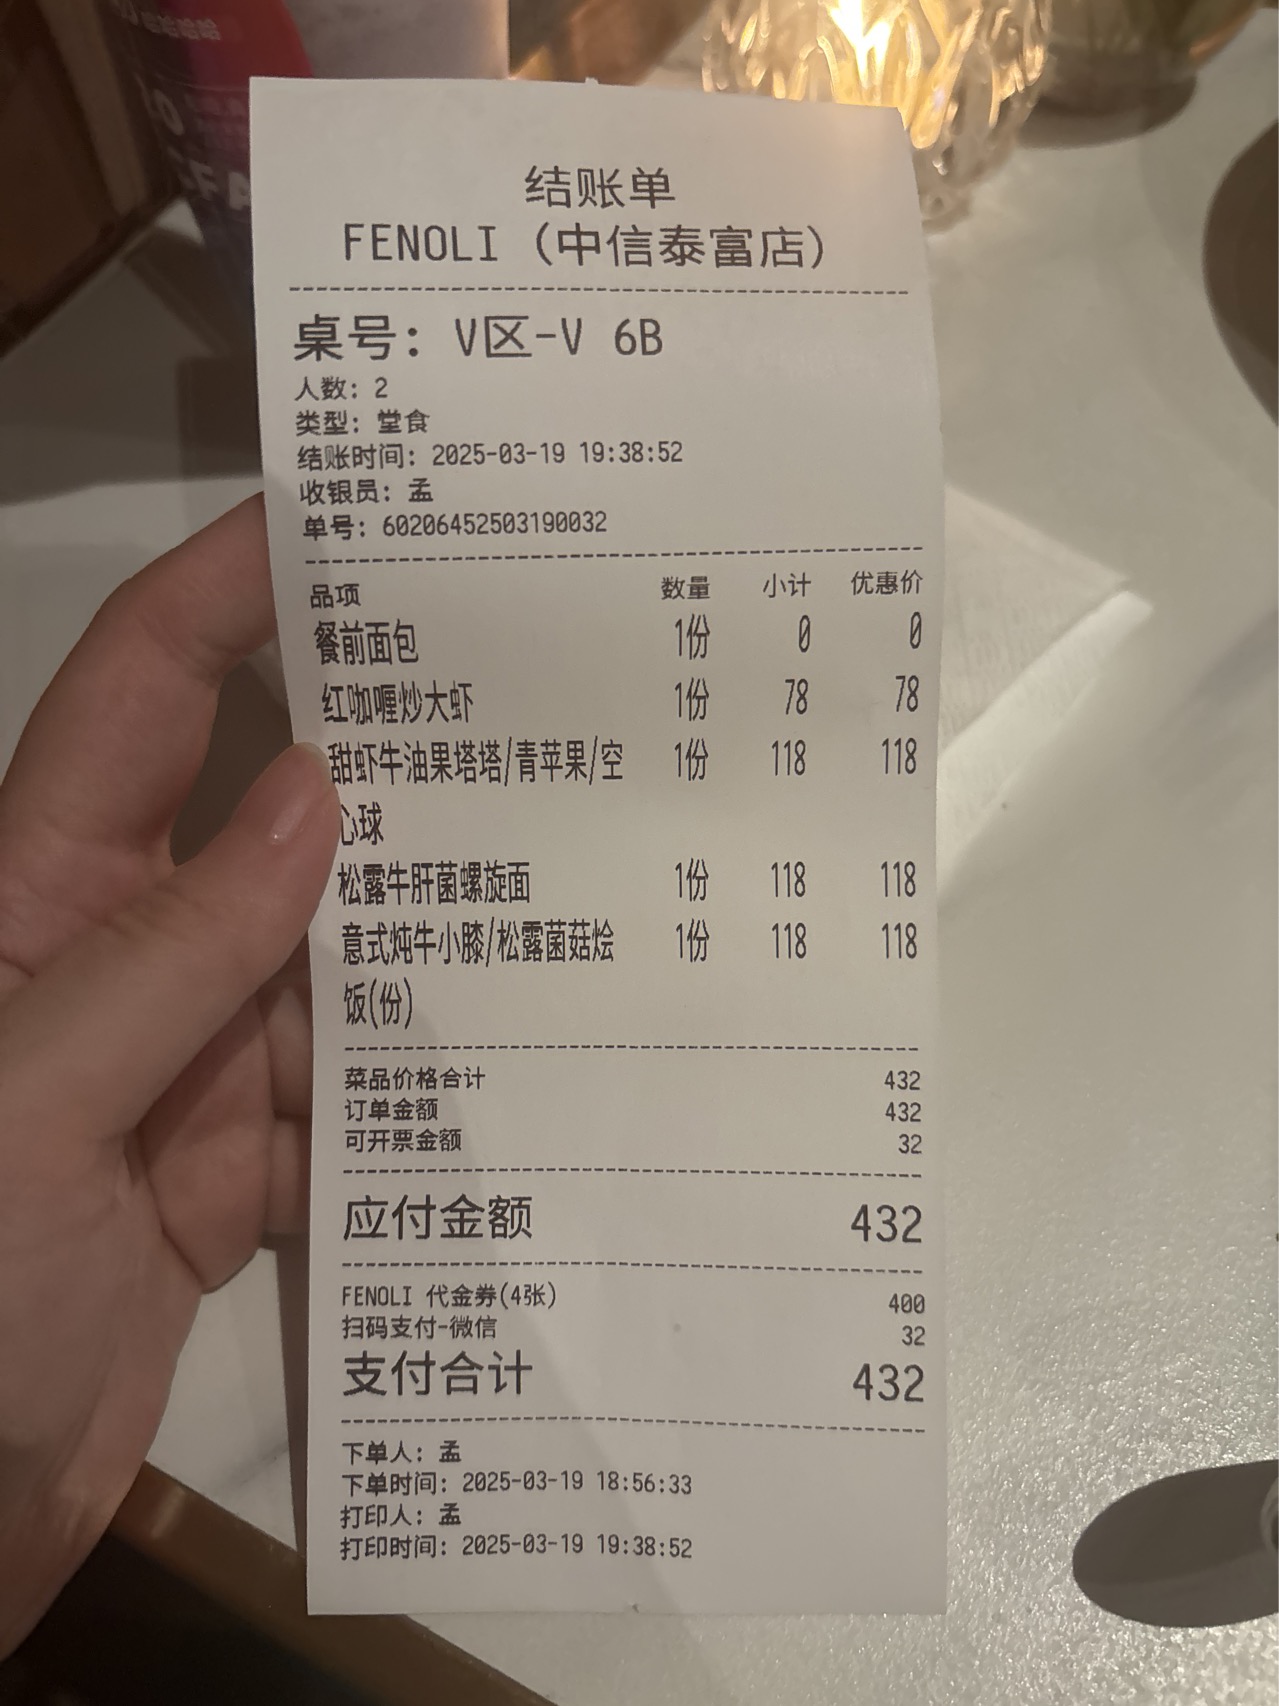 哈哈哈哈
结账单
FENOLI（中信泰富店）
桌号：V区-V 6B
人数：2
类型：堂食
结账时间：2025-03-19 19:38:52
收银员：孟
单号：60206452503190032
品项 数量 小计 优惠价
餐前面包 1份 0 0
红咖喱炒大虾 1份 78 78
甜虾牛油果塔塔/青苹果/空 1份 118 118
心球
松露牛肝菌螺旋面 1份 118 118
意式炖牛小膝/松露菌菇烩 1份 118 118
饭(份)
菜品价格合计 432
订单金额 432
可开票金额 32
应付金额 432
FENOLI 代金券(4张) 400
扫码支付-微信 32
支付合计 432
下单人：孟
下单时间：2025-03-19 18:56:33
打印人：孟
打印时间：2025-03-19 19:38:52